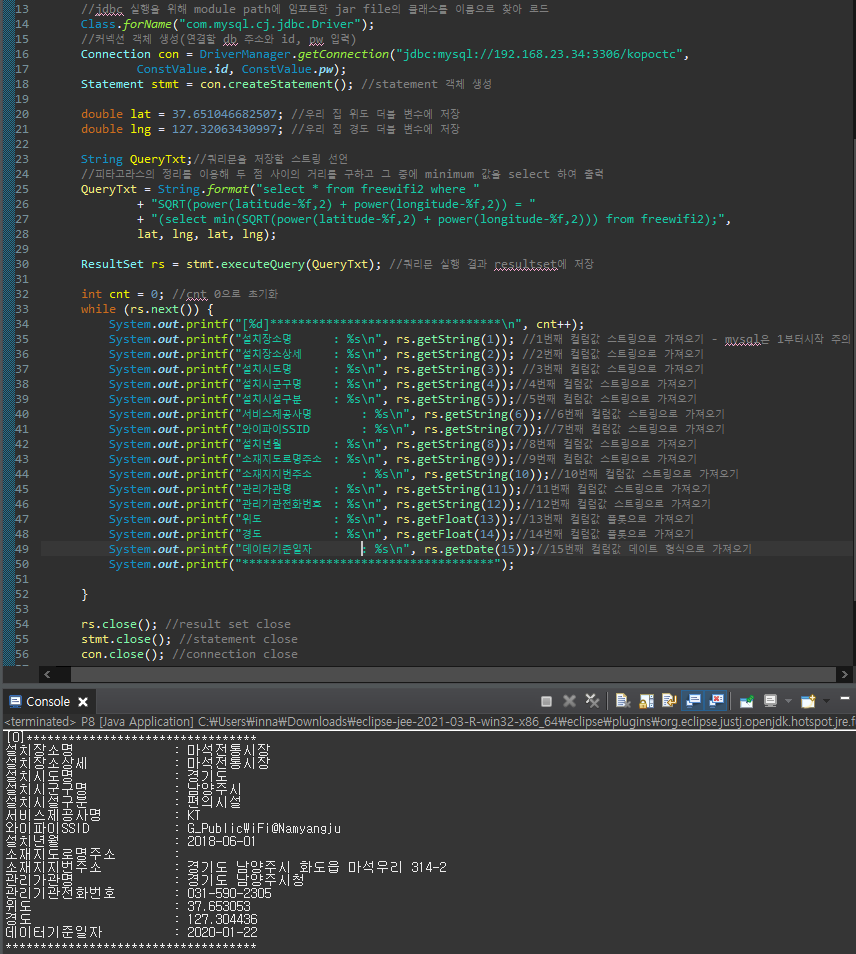 13 //jdbc 실행을 위해 module path에 임포트한 jar file의 클래스를 이름으로 찾아 로드
14 Class.forName("com.mysql.cj.jdbc.Driver");
15 //커넥션 객체 생성(연결할 db 주소와 id, pw 입력)
16 Connection con = DriverManager.getConnection("jdbc:mysql://192.168.23.34:3306/kopoctc",
17 ConstValue.id, ConstValue.pw);
18 Statement stmt = con.createStatement(); //statement 객체 생성
19
20 double lat = 37.651046682507; //우리 집 위도 더블 변수에 저장
21 double lng = 127.32063430997; //우리 집 경도 더블 변수에 저장
22
23 String QueryTxt;//쿼리문을 저장할 스트링 선언
24 //피타고라스의 정리를 이용해 두 점 사이의 거리를 구하고 그 중에 minimum 값을 select 하여 출력
25 QueryTxt = String.format("select * from freewifi2 where "
26 + "SQRT(power(latitude-%f,2) + power(longitude-%f,2)) = "
27 + "(select min(SQRT(power(latitude-%f,2) + power(longitude-%f,2))) from freewifi2);",
28 lat, lng, lat, lng);
29
30 ResultSet rs = stmt.executeQuery(QueryTxt); //쿼리문 실행 결과 resultset에 저장
31
32 int cnt = 0; //cnt 0으로 초기화
33 while (rs.next()) {
34 System.out.printf("[%d]*********************************\n", cnt++);
35 System.out.printf("설치장소명 : %s\n", rs.getString(1)); //1번째 컬럼값 스트링으로 가져오기 - mysql은 1부터시작 주의
36 System.out.printf("설치장소상세 : %s\n", rs.getString(2)); //2번째 컬럼값 스트링으로 가져오기
37 System.out.printf("설치시도명 : %s\n", rs.getString(3)); //3번째 컬럼값 스트링으로 가져오기
38 System.out.printf("설치시군구명 : %s\n", rs.getString(4));//4번째 컬럼값 스트링으로 가져오기
39 System.out.printf("설치시설구분 : %s\n", rs.getString(5));//5번째 컬럼값 스트링으로 가져오기
40 System.out.printf("서비스제공사명 : %s\n", rs.getString(6));//6번째 컬럼값 스트링으로 가져오기
41 System.out.printf("와이파이SSID : %s\n", rs.getString(7));//7번째 컬럼값 스트링으로 가져오기
42 System.out.printf("설치년월 : %s\n", rs.getString(8));//8번째 컬럼값 스트링으로 가져오기
43 System.out.printf("소재지도로명주소 : %s\n", rs.getString(9));//9번째 컬럼값 스트링으로 가져오기
44 System.out.printf("소재지지번주소 : %s\n", rs.getString(10));//10번째 컬럼값 스트링으로 가져오기
45 System.out.printf("관리가관명 : %s\n", rs.getString(11));//11번째 컬럼값 스트링으로 가져오기
46 System.out.printf("관리기관전화번호 : %s\n", rs.getString(12));//12번째 컬럼값 스트링으로 가져오기
47 System.out.printf("위도 : %s\n", rs.getFloat(13));//13번째 컬럼값 플롯으로 가져오기
48 System.out.printf("경도 : %s\n", rs.getFloat(14));//14번째 컬럼값 플롯으로 가져오기
49 System.out.printf("데이터기준일자 : %s\n", rs.getDate(15));//15번째 컬럼값 데이트 형식으로 가져오기
50 System.out.printf("************************************");
51
52 }
53
54 rs.close(); //result set close
55 stmt.close(); //statement close
56 con.close(); //connection close
Console
<terminated> P8 [Java Application] C:₩Users₩inna₩Downloads₩eclipse-jee-2021-03-R-win32-x86_64₩eclipse₩plugins₩org.eclipse.justj.openjdk.hotspot.jre.f
[0]*********************************
설치장소명 : 마석전통시장
설치장소상세 : 마석전통시장
설치시도명 : 경기도
설치시군구명 : 남양주시
설치시설구분 : 편의시설
서비스제공사명 : KT
와이파이SSID : G_PublicWiFi@Namyangju
설치년월 : 2018-06-01
소재지도로명주소 :
소재지지번주소 : 경기도 남양주시 화도읍 마석우리 314-2
관리가관명 : 경기도 남양주시청
관리기관전화번호 : 031-590-2305
위도 : 37.653053
경도 : 127.304436
데이터기준일자 : 2020-01-22
************************************